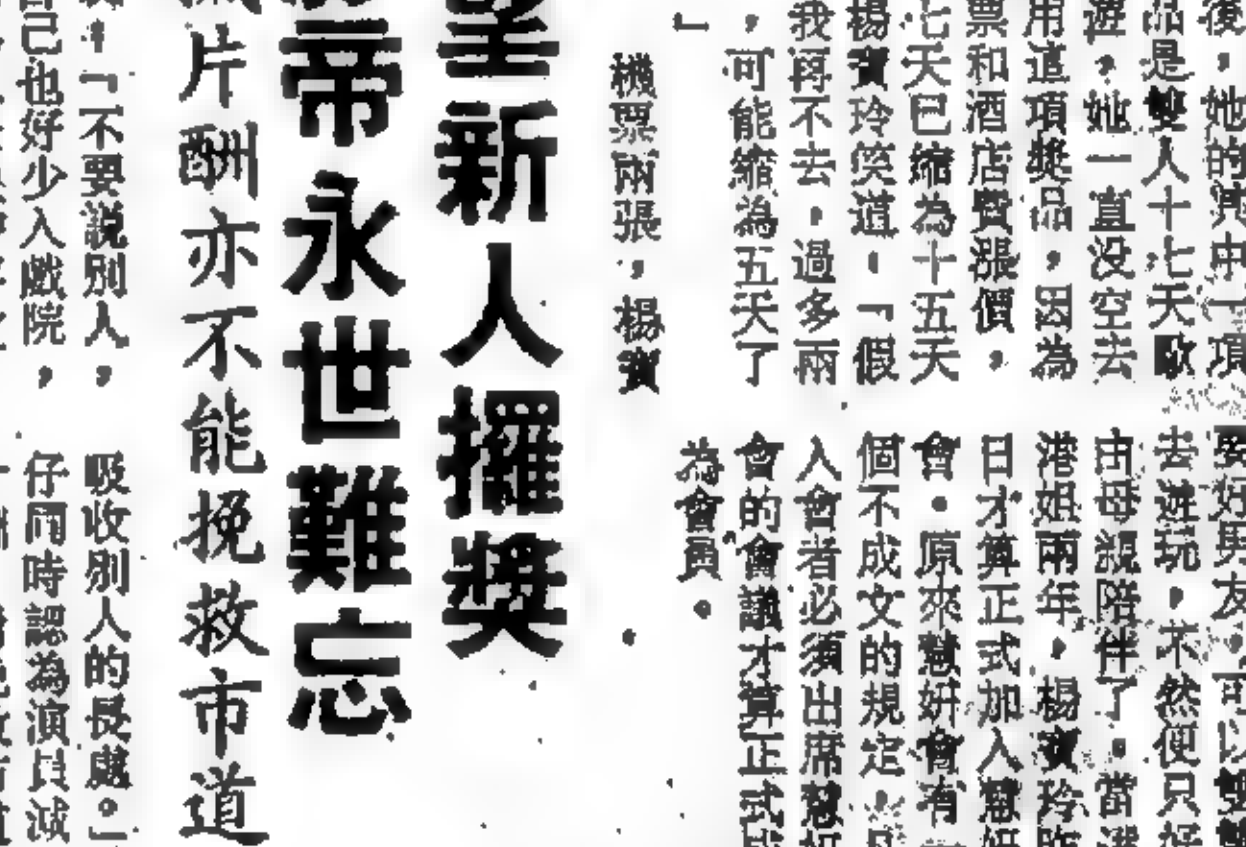 後，她的獎中一項
品是雙人十七天歐
遊，她一直没空去
用這項獎品，因為
票和酒店費漲價，
七天已縮為十五天
楊寶玲笑道：「假
我再不去，過多兩
，可能縮為五天了
」
機票兩張，楊寶
要好男友，可以雙
去遊玩，不然便只好
由母親陪伴了。當選
港姐兩年，楊寶玲昨
日才算正式加入慧妍
會。原來慧妍會有
個不成文的規定，凡
入會者必須出席慧妍
會的會議才算正式成
為會員。
望新人攞獎
帝永世難忘
片酬亦不能挽救市道
：「不要説別人，
己也好少入戲院，
吸收別人的長處。」
仔同時認為演員減